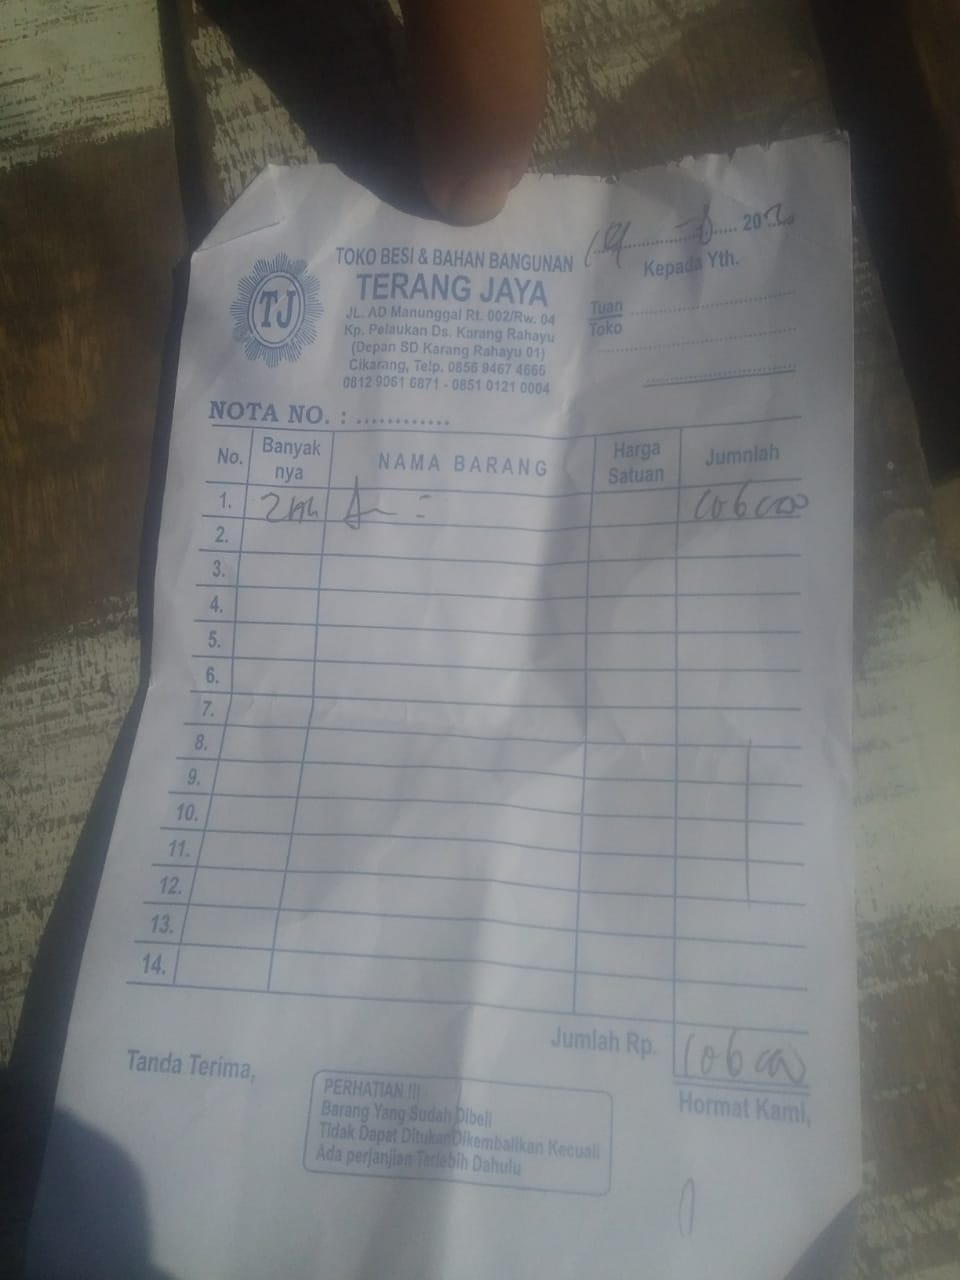 TJ
TOKO BESI & BAHAN BANGUNAN
TERANG JAYA
JL. AD Manunggal Rt. 002/Rw. 04
Kp. Pelaukan Ds. Karang Rahayu
(Depan SD Karang Rahayu 01)
Cikarang, Telp. 0856 9467 4666
0812 9061 6871 - 0851 0121 0004
20
Kepada Yth.
Tuan
Toko
NOTA NO. : ............
No. Banyak nya NAMA BARANG Harga Satuan Jumnlah
1. 106000
2.
3.
4.
5.
6.
7.
8.
9.
10.
11.
12.
13.
14.
Jumlah Rp. 106000
Tanda Terima,
Hormat Kami,
PERHATIAN !!!
Barang Yang Sudah Dibeli
Tidak Dapat Ditukar/Dikembalikan Kecuali
Ada perjanjian Terlebih Dahulu